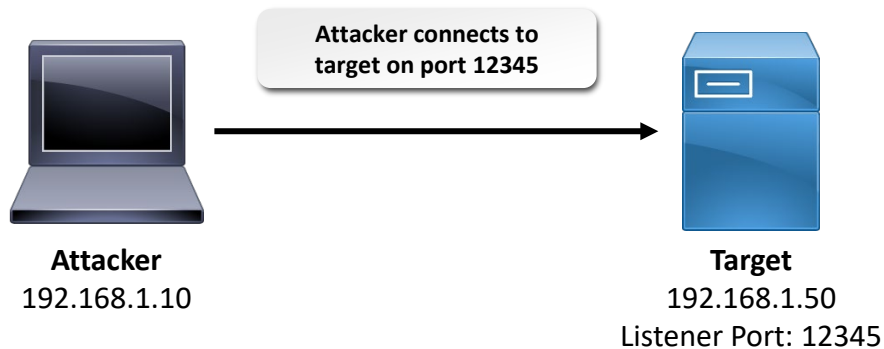 Attacker connects to
target on port 12345
Attacker
192.168.1.10
Target
192.168.1.50
Listener Port: 12345